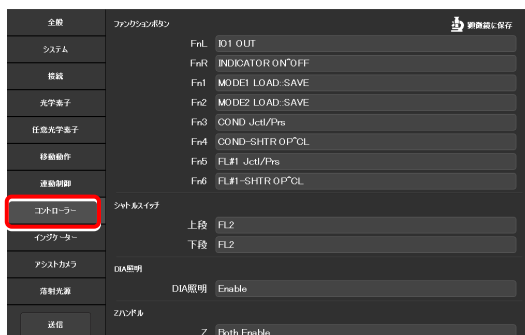 全般
システム
接続
光学素子
任意光学素子
移動動作
連動制御
コントローラー
インジケーター
アシストカメラ
落射光源
送信
ファンクションボタン
顕微鏡に保存
FnL IO1 OUT
FnR INDICATOR ON^OFF
Fn1 MODE1 LOAD::SAVE
Fn2 MODE2 LOAD::SAVE
Fn3 COND Jctl/Prs
Fn4 COND-SHTR OP^CL
Fn5 FL#1 Jctl/Prs
Fn6 FL#1-SHTR OP^CL
シャトルスイッチ
上段 FL2
下段 FL2
DIA照明
DIA照明 Enable
Zハンドル
Z Both Enable